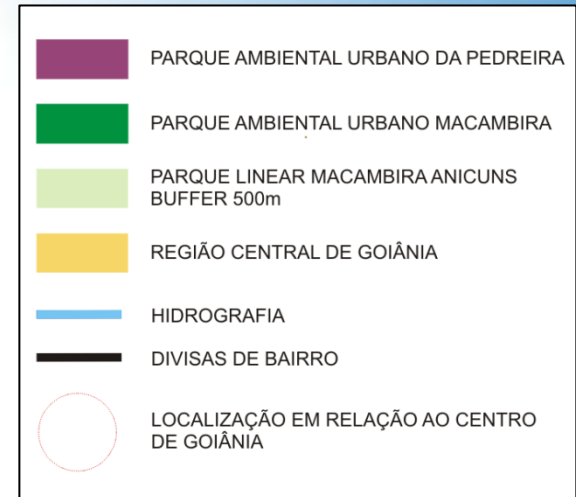 PARQUE AMBIENTAL URBANO DA PEDREIRA
PARQUE AMBIENTAL URBANO MACAMBIRA
PARQUE LINEAR MACAMBIRA ANICUNS
BUFFER 500m
REGIÃO CENTRAL DE GOIÂNIA
HIDROGRAFIA
DIVISAS DE BAIRRO
LOCALIZAÇÃO EM RELAÇÃO AO CENTRO
DE GOIÂNIA